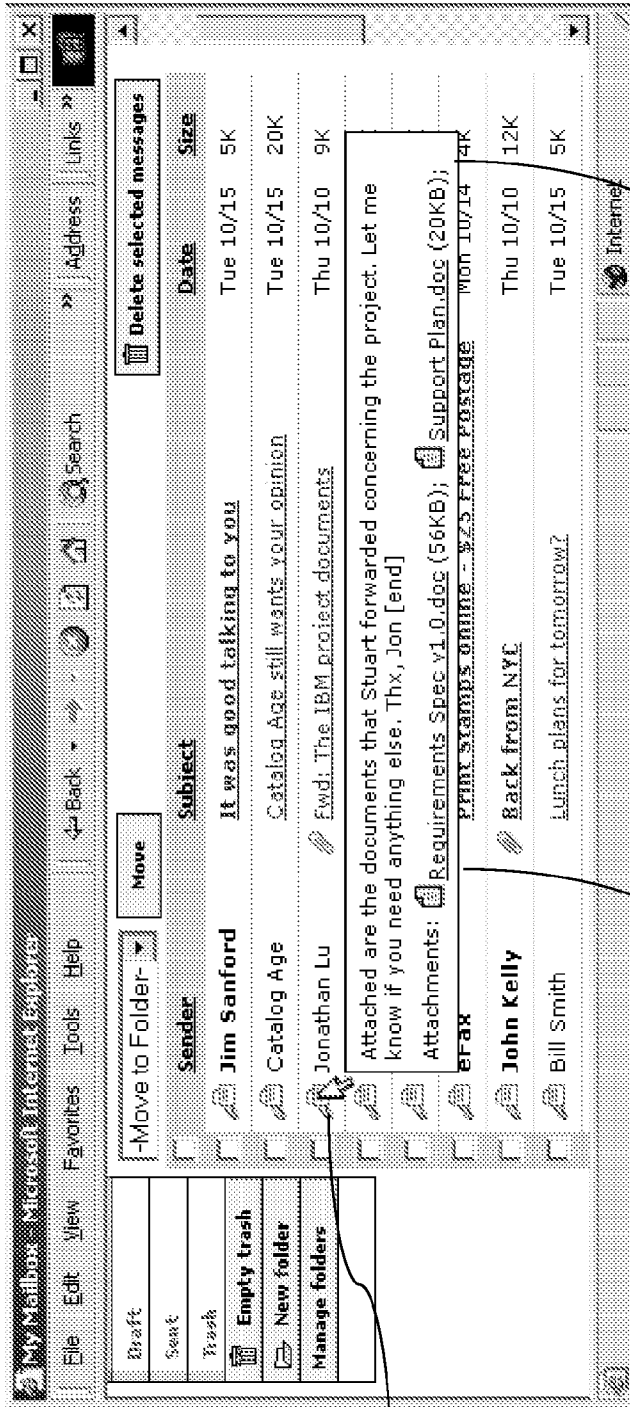 My Mailbox - Microsoft Internet Explorer
File Edit View Favorites Tools Help Back Search » Address Links »
Draft
Sent
Trash
Empty trash
New folder
Manage folders
-Move to Folder- Move Delete selected messages
Sender Subject Date Size
Jim Sanford It was good talking to you Tue 10/15 5K
Catalog Age Catalog Age still wants your opinion Tue 10/15 20K
Jonathan Lu Fwd: The IBM project documents Thu 10/10 9K
Attached are the documents that Stuart forwarded concerning the project. Let me
know if you need anything else. Thx, Jon [end]
Attachments: Requirements Spec v1.0.doc (56KB); Support Plan.doc (20KB);
eFax Print stamps online - $25 Free Postage Mon 10/14 4K
John Kelly Back from NYC Thu 10/10 12K
Bill Smith Lunch plans for tomorrow? Tue 10/15 5K
Internet